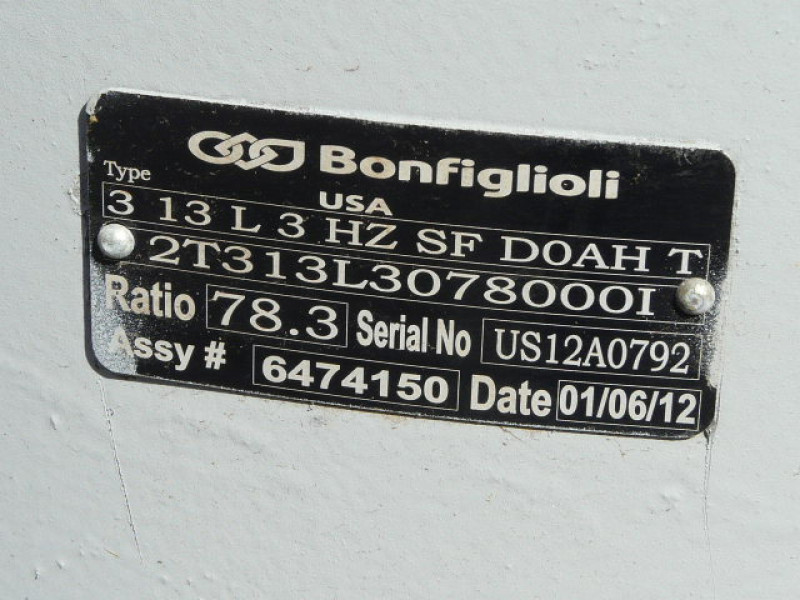 Bonfiglioli
USA
Type
3 13 L 3 HZ SF D0AH T
2T313L3078000I
Ratio 78.3 Serial No US12A0792
Assy # 6474150 Date 01/06/12